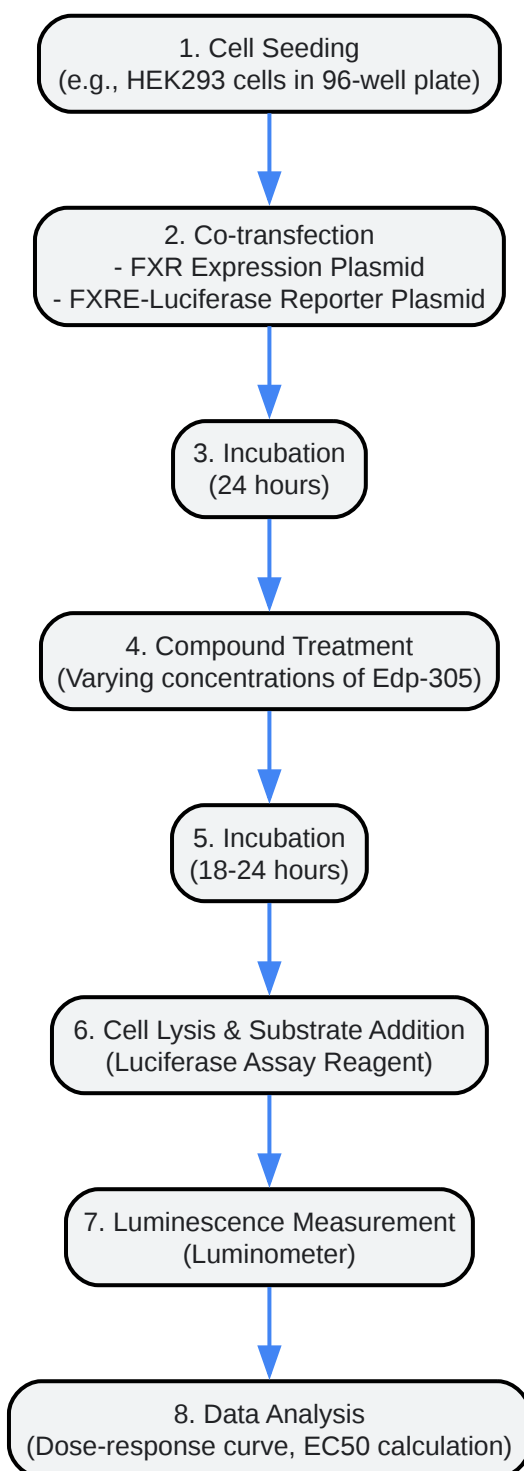 1. Cell Seeding
(e.g., HEK293 cells in 96-well plate)
2. Co-transfection
- FXR Expression Plasmid
- FXRE-Luciferase Reporter Plasmid
3. Incubation
(24 hours)
4. Compound Treatment
(Varying concentrations of Edp-305)
5. Incubation
(18-24 hours)
6. Cell Lysis & Substrate Addition
(Luciferase Assay Reagent)
7. Luminescence Measurement
(Luminometer)
8. Data Analysis
(Dose-response curve, EC50 calculation)